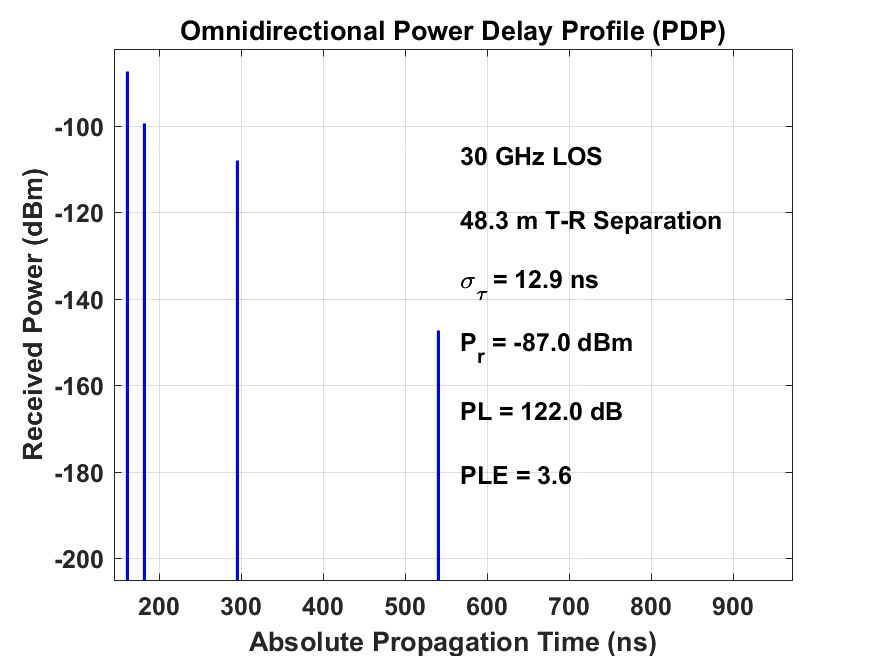 Omnidirectional Power Delay Profile (PDP)
Received Power (dBm)
-100
-120
-140
-160
-180
-200
30 GHz LOS
48.3 m T-R Separation
σ_τ = 12.9 ns
P_r = -87.0 dBm
PL = 122.0 dB
PLE = 3.6
200 300 400 500 600 700 800 900
Absolute Propagation Time (ns)